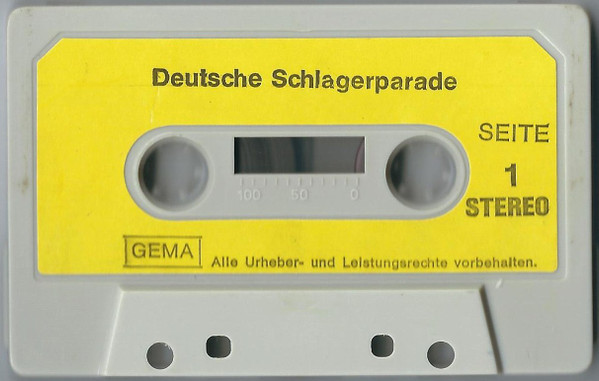 Deutsche Schlagerparade
SEITE
1
STEREO
100 50 0
GEMA
Alle Urheber- und Leistungsrechte vorbehalten.